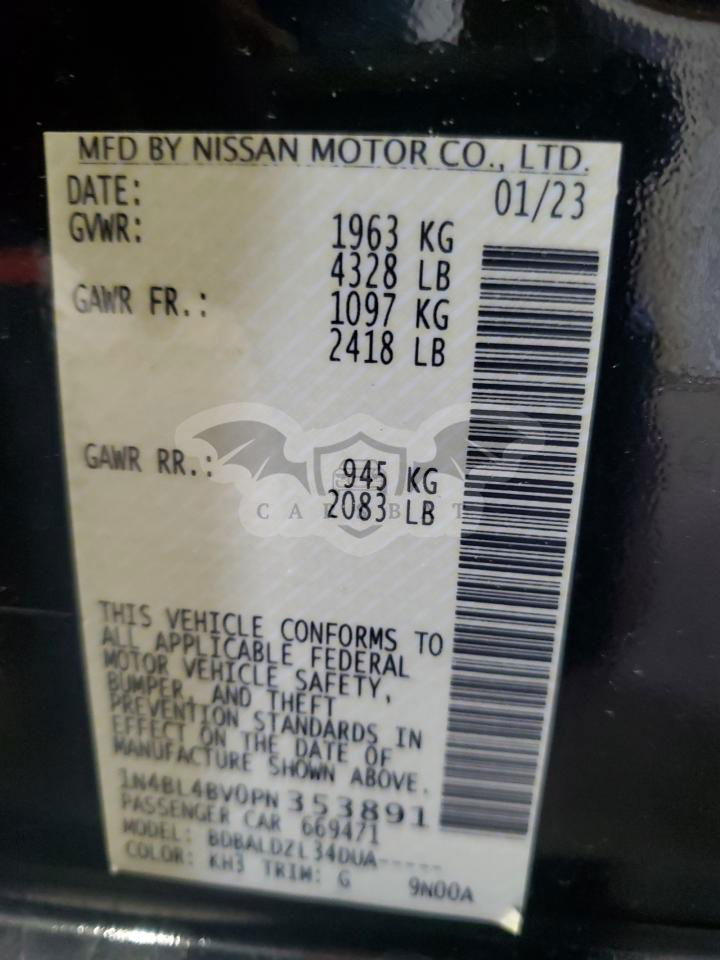 MFD BY NISSAN MOTOR CO., LTD.
DATE: 01/23
GVWR: 1963 KG
4328 LB
GAWR FR.: 1097 KG
2418 LB
GAWR RR.: 945 KG
2083 LB
THIS VEHICLE CONFORMS TO
ALL APPLICABLE FEDERAL
MOTOR VEHICLE SAFETY,
BUMPER, AND THEFT
PREVENTION STANDARDS IN
EFFECT ON THE DATE OF
MANUFACTURE SHOWN ABOVE.
1N4BL4BV0PN353891
PASSENGER CAR 669471
MODEL: BDBALDZL34DUA-----
COLOR: KH3 TRIM: G 9N00A